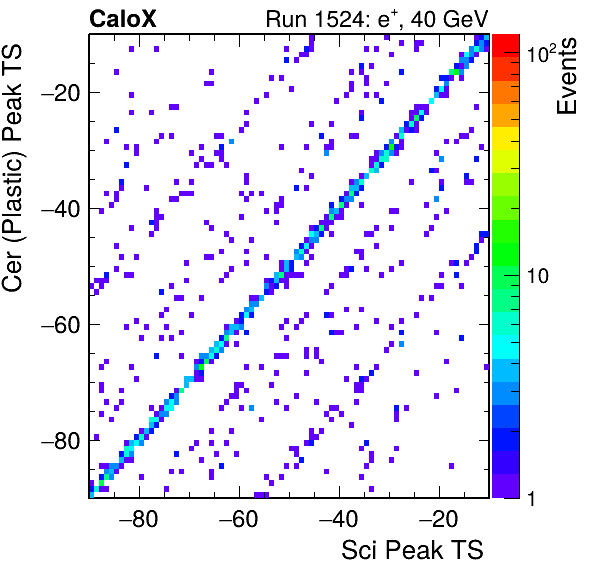 CaloX Run 1524: e⁺, 40 GeV
Cer (Plastic) Peak TS
−20
−40
−60
−80
−80 −60 −40 −20
Sci Peak TS
10²
10
1
Events